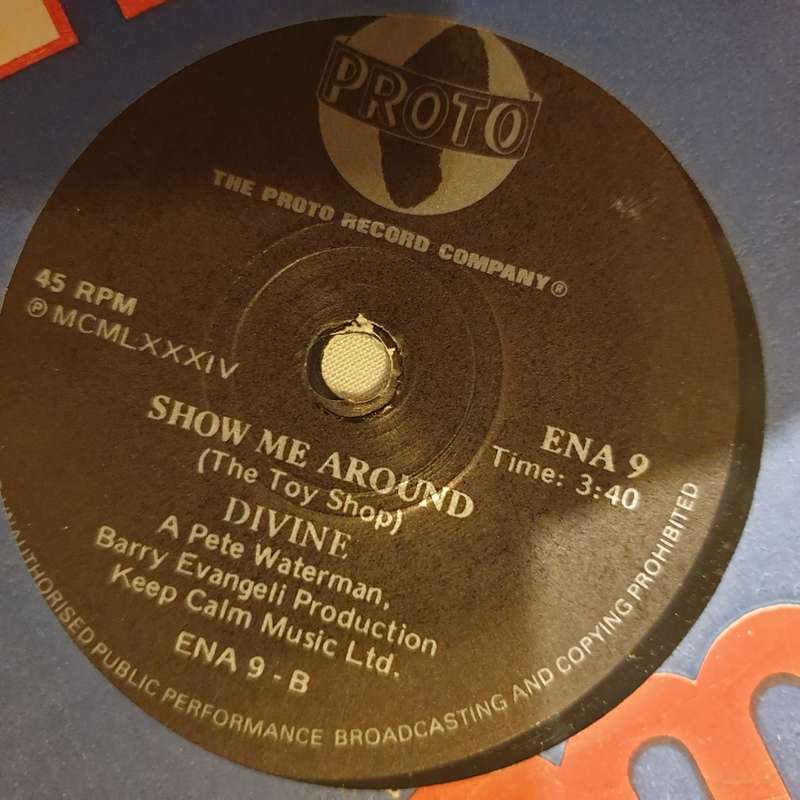 PROTO
THE PROTO RECORD COMPANY®
45 RPM
℗ MCMLXXXIV
SHOW ME AROUND
(The Toy Shop)
DIVINE
A Pete Waterman,
Barry Evangeli Production
Keep Calm Music Ltd.
ENA 9 - B
ENA 9
Time: 3:40
UNAUTHORISED PUBLIC PERFORMANCE BROADCASTING AND COPYING PROHIBITED